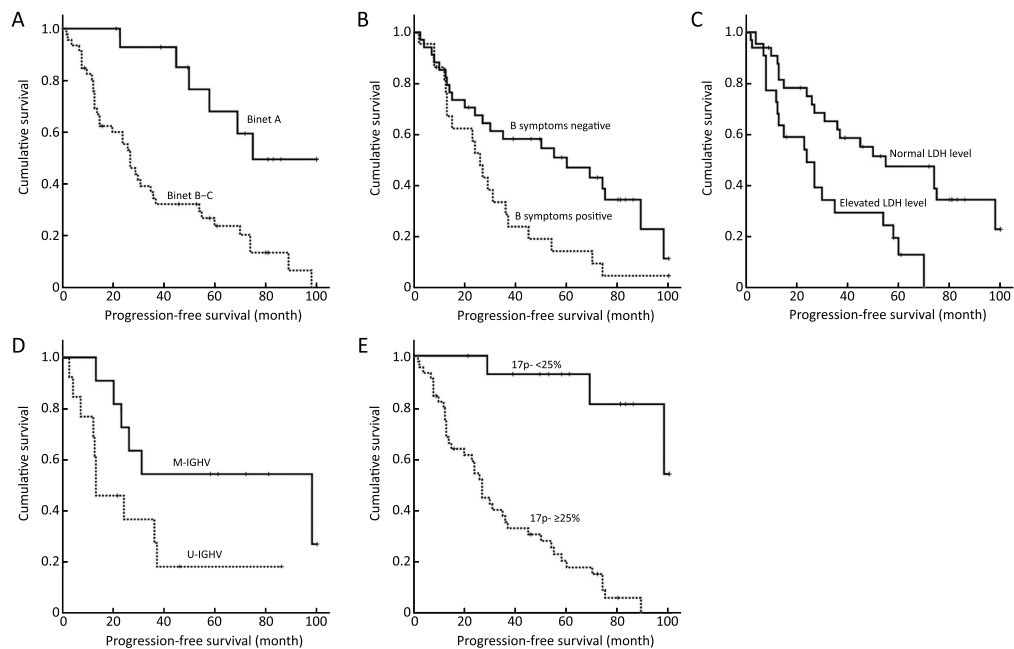 A
Cumulative survival
1.0
0.8
0.6
0.4
0.2
0
Binet A
Binet B–C
0 20 40 60 80 100
Progression-free survival (month)
B
Cumulative survival
1.0
0.8
0.6
0.4
0.2
0
B symptoms negative
B symptoms positive
0 20 40 60 80 100
Progression-free survival (month)
C
Cumulative survival
1.0
0.8
0.6
0.4
0.2
0
Normal LDH level
Elevated LDH level
0 20 40 60 80 100
Progression-free survival (month)
D
Cumulative survival
1.0
0.8
0.6
0.4
0.2
0
M-IGHV
U-IGHV
0 20 40 60 80 100
Progression-free survival (month)
E
Cumulative survival
1.0
0.8
0.6
0.4
0.2
0
17p- <25%
17p- ≥25%
0 20 40 60 80 100
Progression-free survival (month)